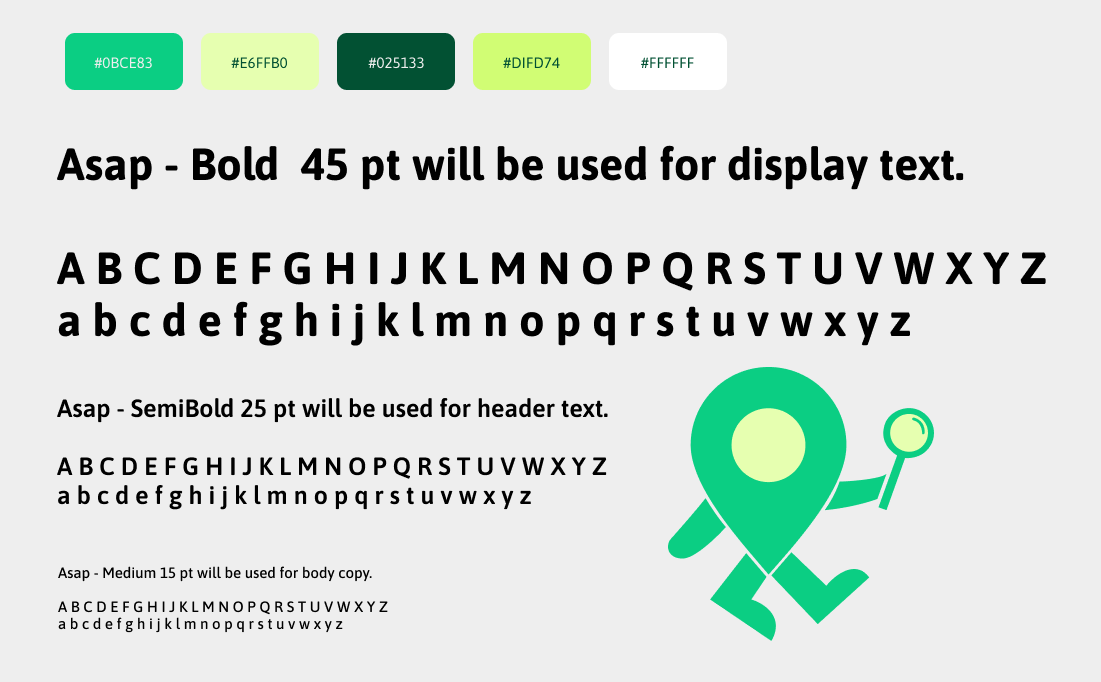 #0BCE83
#E6FFB0
#025133
#DIFD74
#FFFFFF
Asap - Bold  45 pt will be used for display text.
A B C D E F G H I J K L M N O P Q R S T U V W X Y Z
a b c d e f g h i j k l m n o p q r s t u v w x y z
Asap - SemiBold 25 pt will be used for header text.
A B C D E F G H I J K L M N O P Q R S T U V W X Y Z
a b c d e f g h i j k l m n o p q r s t u v w x y z
Asap - Medium 15 pt will be used for body copy.
A B C D E F G H I J K L M N O P Q R S T U V W X Y Z
a b c d e f g h i j k l m n o p q r s t u v w x y z